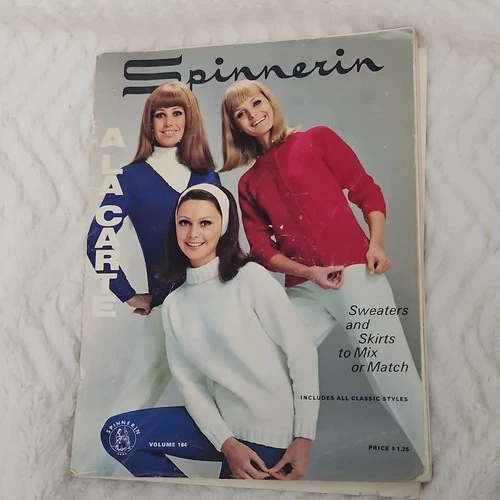 Spinnerin
A LA CARTE
Sweaters
and
Skirts
to Mix
or Match
INCLUDES ALL CLASSIC STYLES
SPINNERIN
VOLUME 184
PRICE $1.25